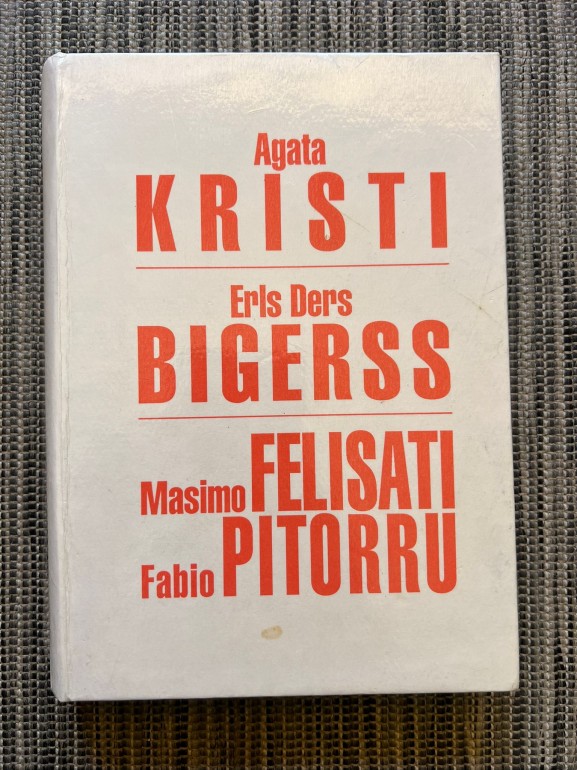 Agata
KRISTI
Erls Ders
BIGERSS
Masimo FELISATI
Fabio PITORRU